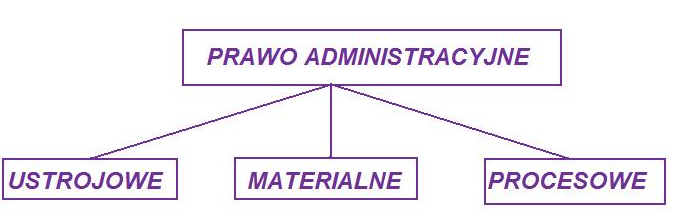 PRAWO ADMINISTRACYJNE
USTROJOWE
MATERIALNE
PROCESOWE